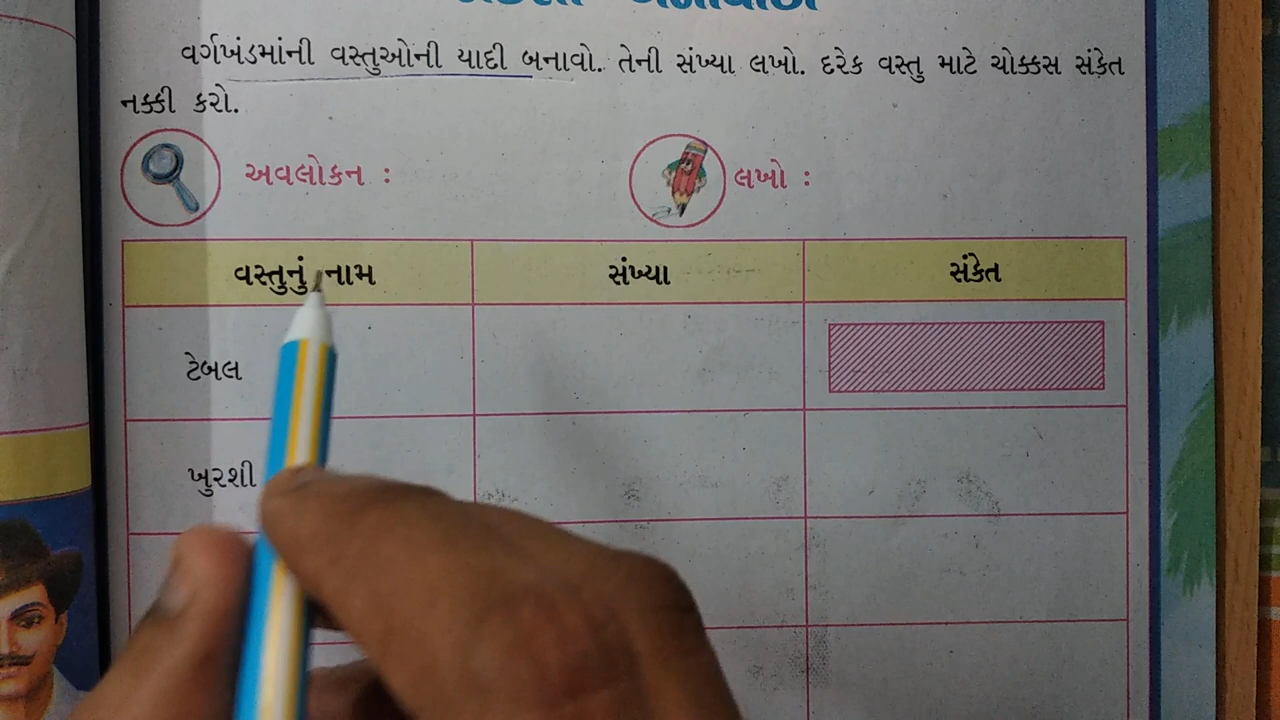 વર્ગખંડમાંની વસ્તુઓની યાદી બનાવો. તેની સંખ્યા લખો. દરેક વસ્તુ માટે ચોક્કસ સંકેત
નક્કી કરો.
અવલોકન :
લખો :
વસ્તુનું નામ
સંખ્યા
સંકેત
ટેબલ
ખુરશી